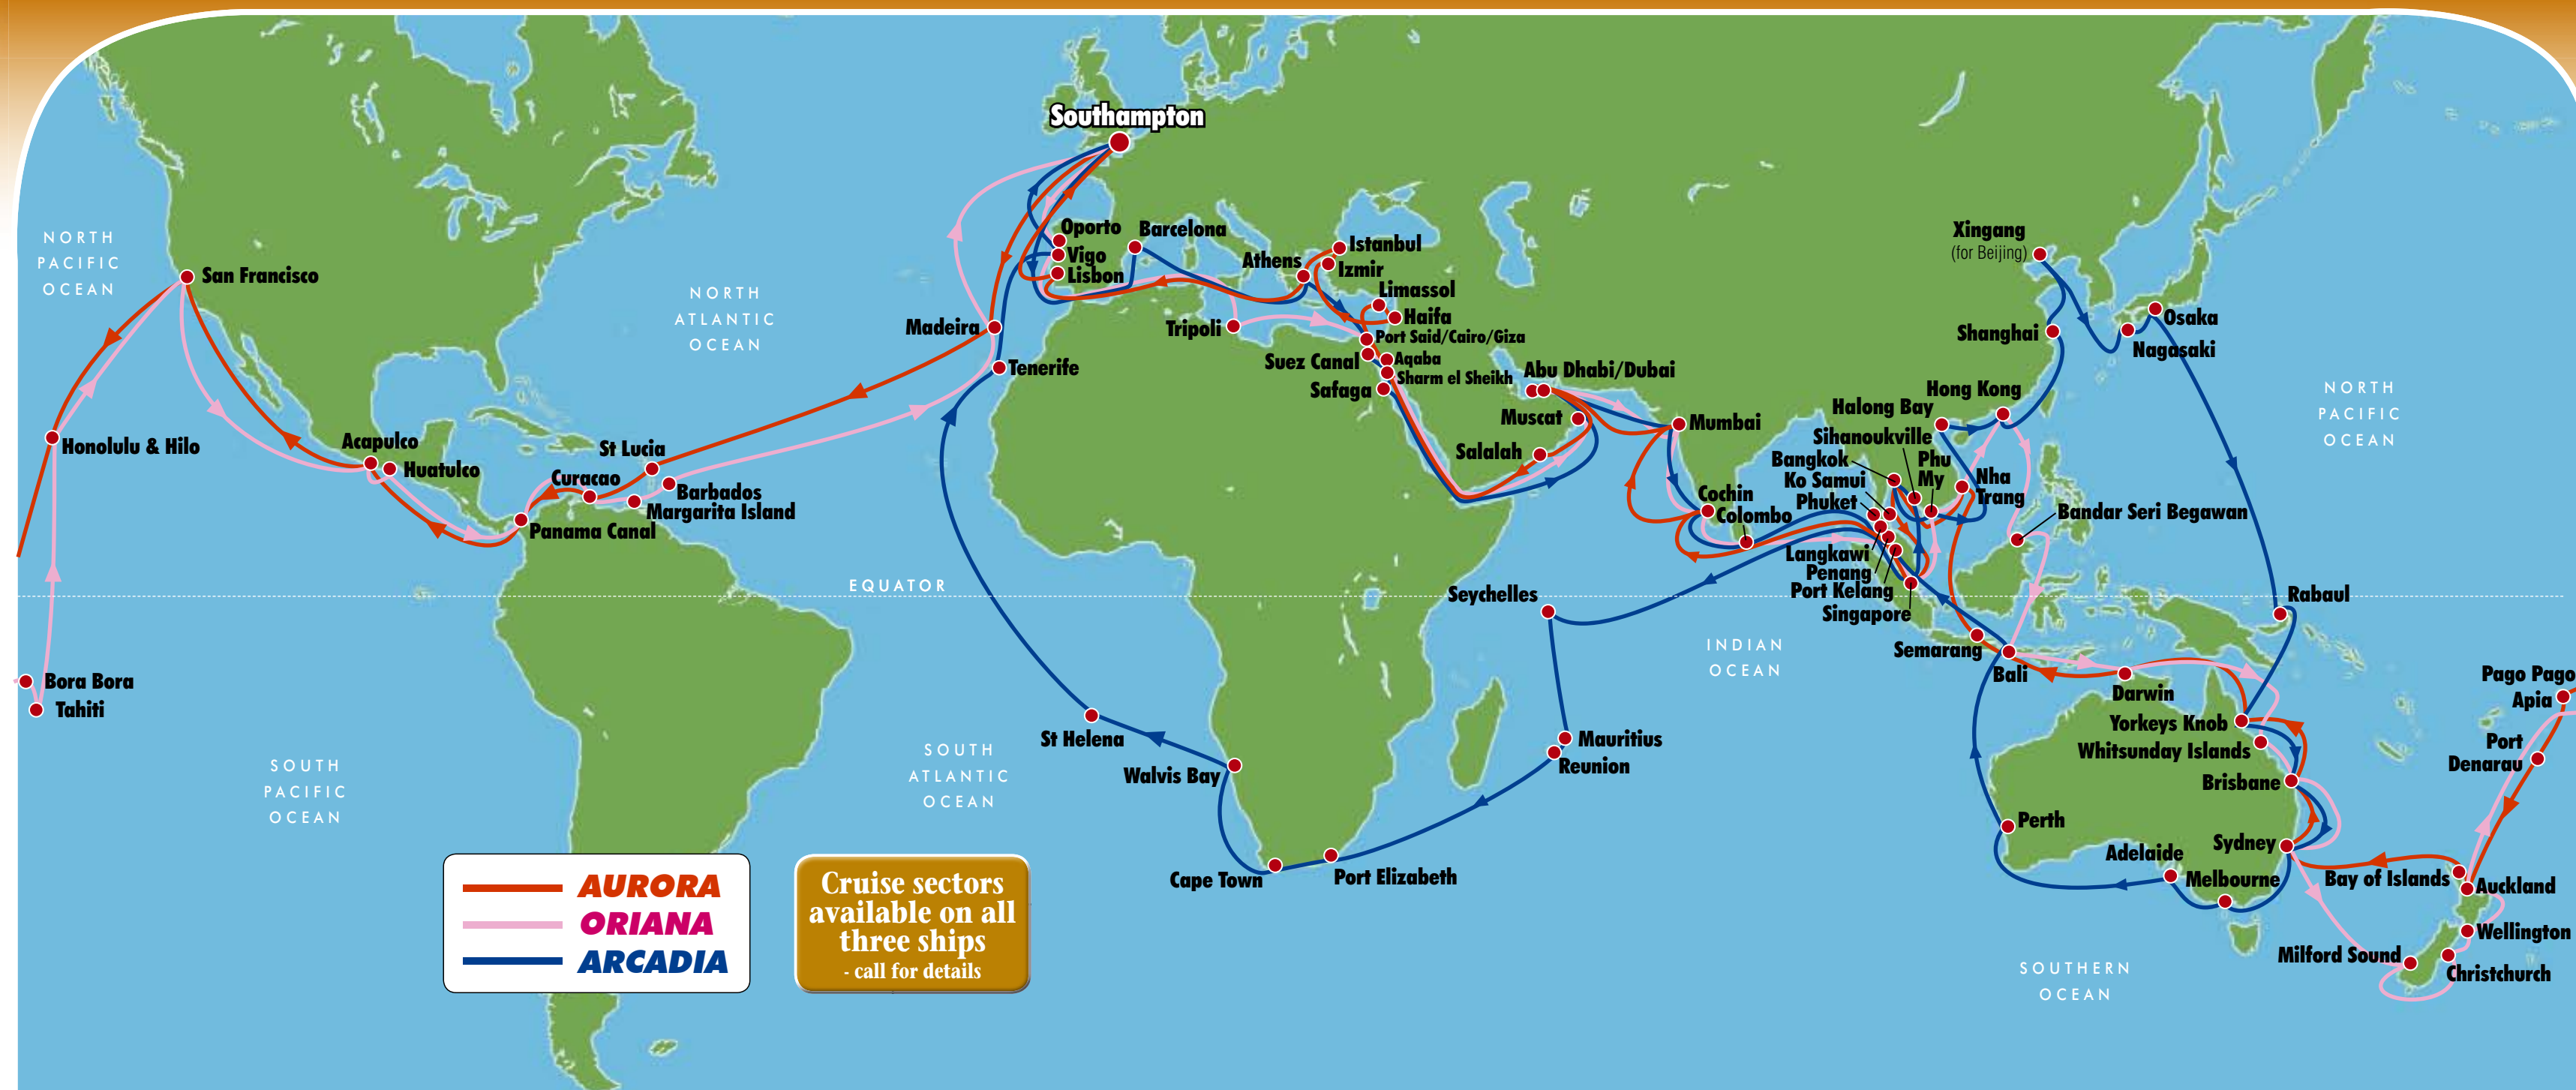 Southampton
NORTH
PACIFIC
OCEAN
San Francisco
Honolulu & Hilo
Bora Bora
Tahiti
SOUTH
PACIFIC
OCEAN
Acapulco
Huatulco
Panama Canal
Curacao
St Lucia
Barbados
Margarita Island
NORTH
ATLANTIC
OCEAN
Madeira
Tenerife
EQUATOR
Oporto
Vigo
Lisbon
Barcelona
Athens
Istanbul
Izmir
Limassol
Haifa
Tripoli
Port Said/Cairo/Giza
Suez Canal
Aqaba
Sharm el Sheikh
Safaga
Abu Dhabi/Dubai
Muscat
Salalah
Mumbai
Cochin
Colombo
Xingang
(for Beijing)
Shanghai
Osaka
Nagasaki
Hong Kong
Halong Bay
Sihanoukville
Bangkok
Phu
My
Ko Samui
Nha
Trang
Phuket
Bandar Seri Begawan
Langkawi
Penang
Port Kelang
Singapore
NORTH
PACIFIC
OCEAN
Seychelles
INDIAN
OCEAN
Semarang
Bali
Rabaul
Darwin
Yorkeys Knob
Whitsunday Islands
Brisbane
Pago Pago
Apia
Port
Denarau
Mauritius
Reunion
St Helena
Walvis Bay
SOUTH
ATLANTIC
OCEAN
Cape Town
Port Elizabeth
Perth
Adelaide
Melbourne
Sydney
Bay of Islands
Auckland
Wellington
Milford Sound
Christchurch
SOUTHERN
OCEAN
AURORA
ORIANA
ARCADIA
Cruise sectors
available on all
three ships
- call for details